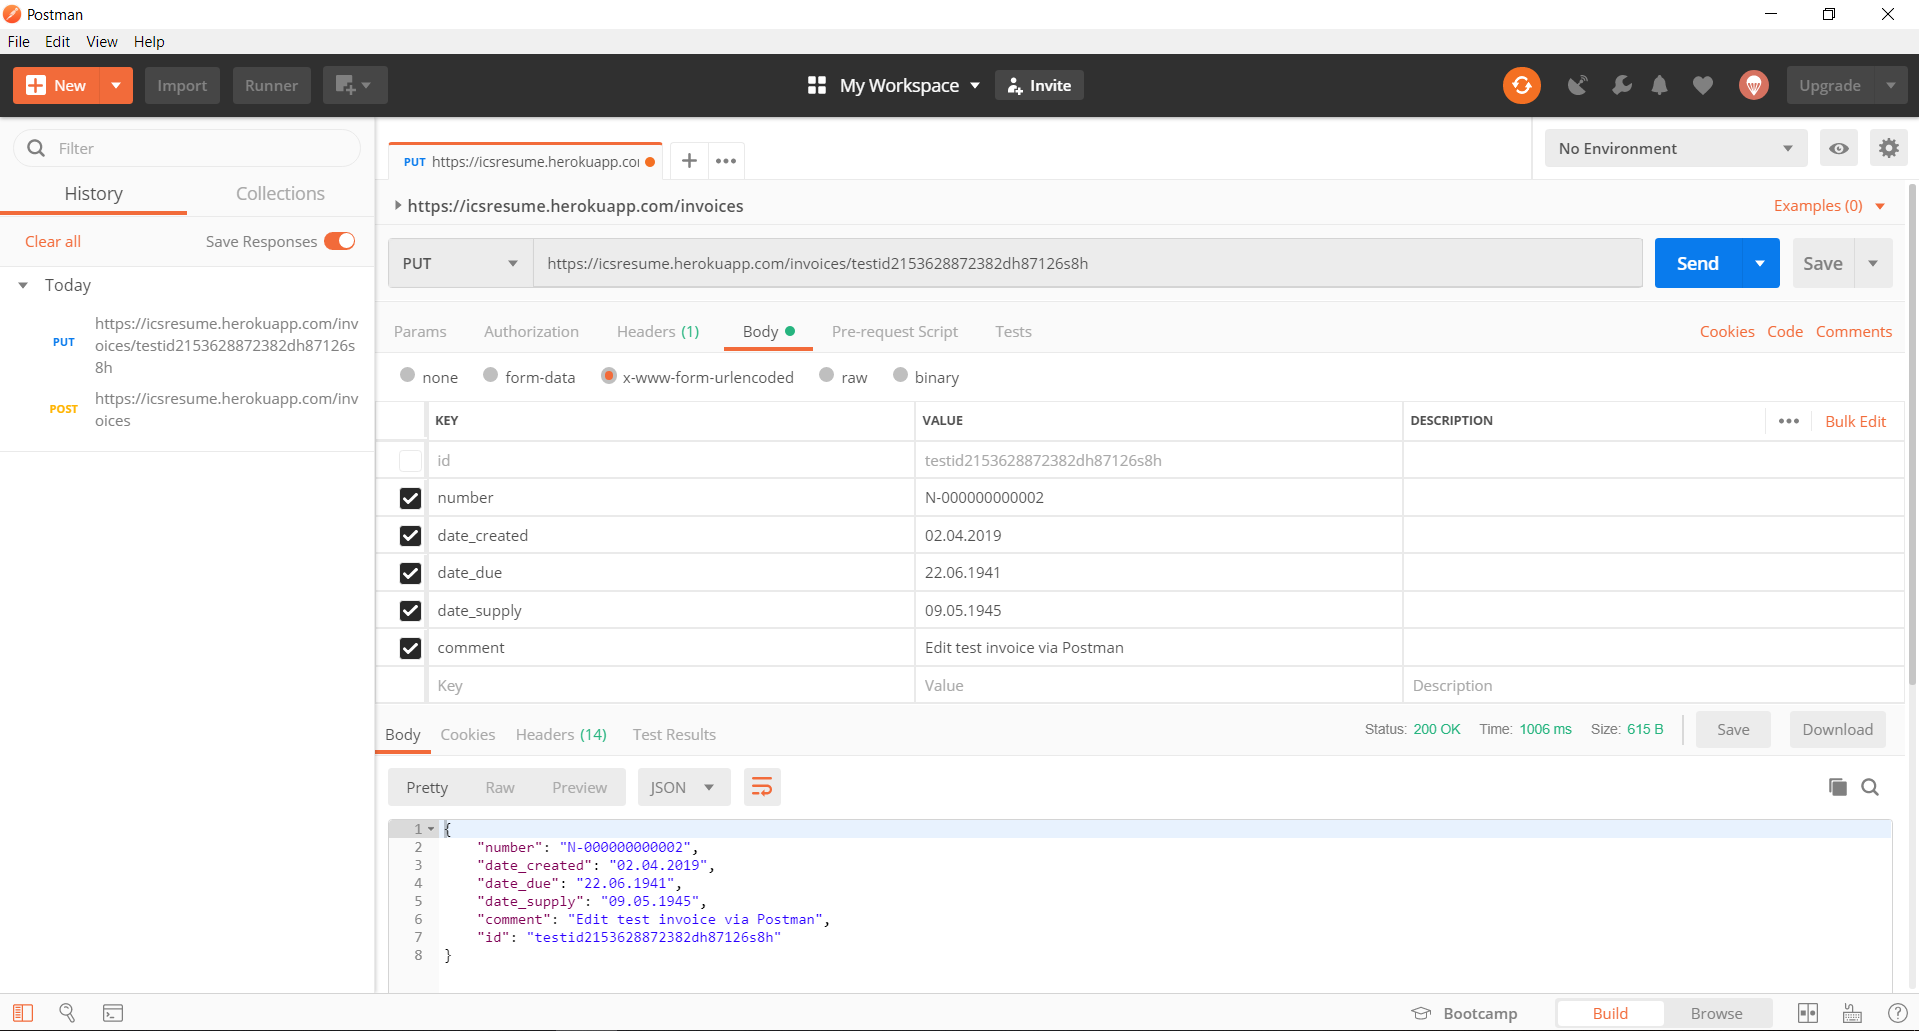 Postman
File Edit View Help
New Import Runner My Workspace Invite Upgrade
Filter
History Collections
Clear all Save Responses
Today
PUT https://icsresume.herokuapp.com/inv
oices/testid2153628872382dh87126s
8h
POST https://icsresume.herokuapp.com/inv
oices
PUT https://icsresume.herokuapp.co
No Environment
https://icsresume.herokuapp.com/invoices Examples (0)
PUT https://icsresume.herokuapp.com/invoices/testid2153628872382dh87126s8h Send Save
Params Authorization Headers (1) Body Pre-request Script Tests Cookies Code Comments
none form-data x-www-form-urlencoded raw binary
KEY VALUE DESCRIPTION Bulk Edit
id testid2153628872382dh87126s8h
number N-000000000002
date_created 02.04.2019
date_due 22.06.1941
date_supply 09.05.1945
comment Edit test invoice via Postman
Key Value Description
Body Cookies Headers (14) Test Results Status: 200 OK Time: 1006 ms Size: 615 B Save Download
Pretty Raw Preview JSON
1 {
2 "number": "N-000000000002",
3 "date_created": "02.04.2019",
4 "date_due": "22.06.1941",
5 "date_supply": "09.05.1945",
6 "comment": "Edit test invoice via Postman",
7 "id": "testid2153628872382dh87126s8h"
8 }
Bootcamp Build Browse